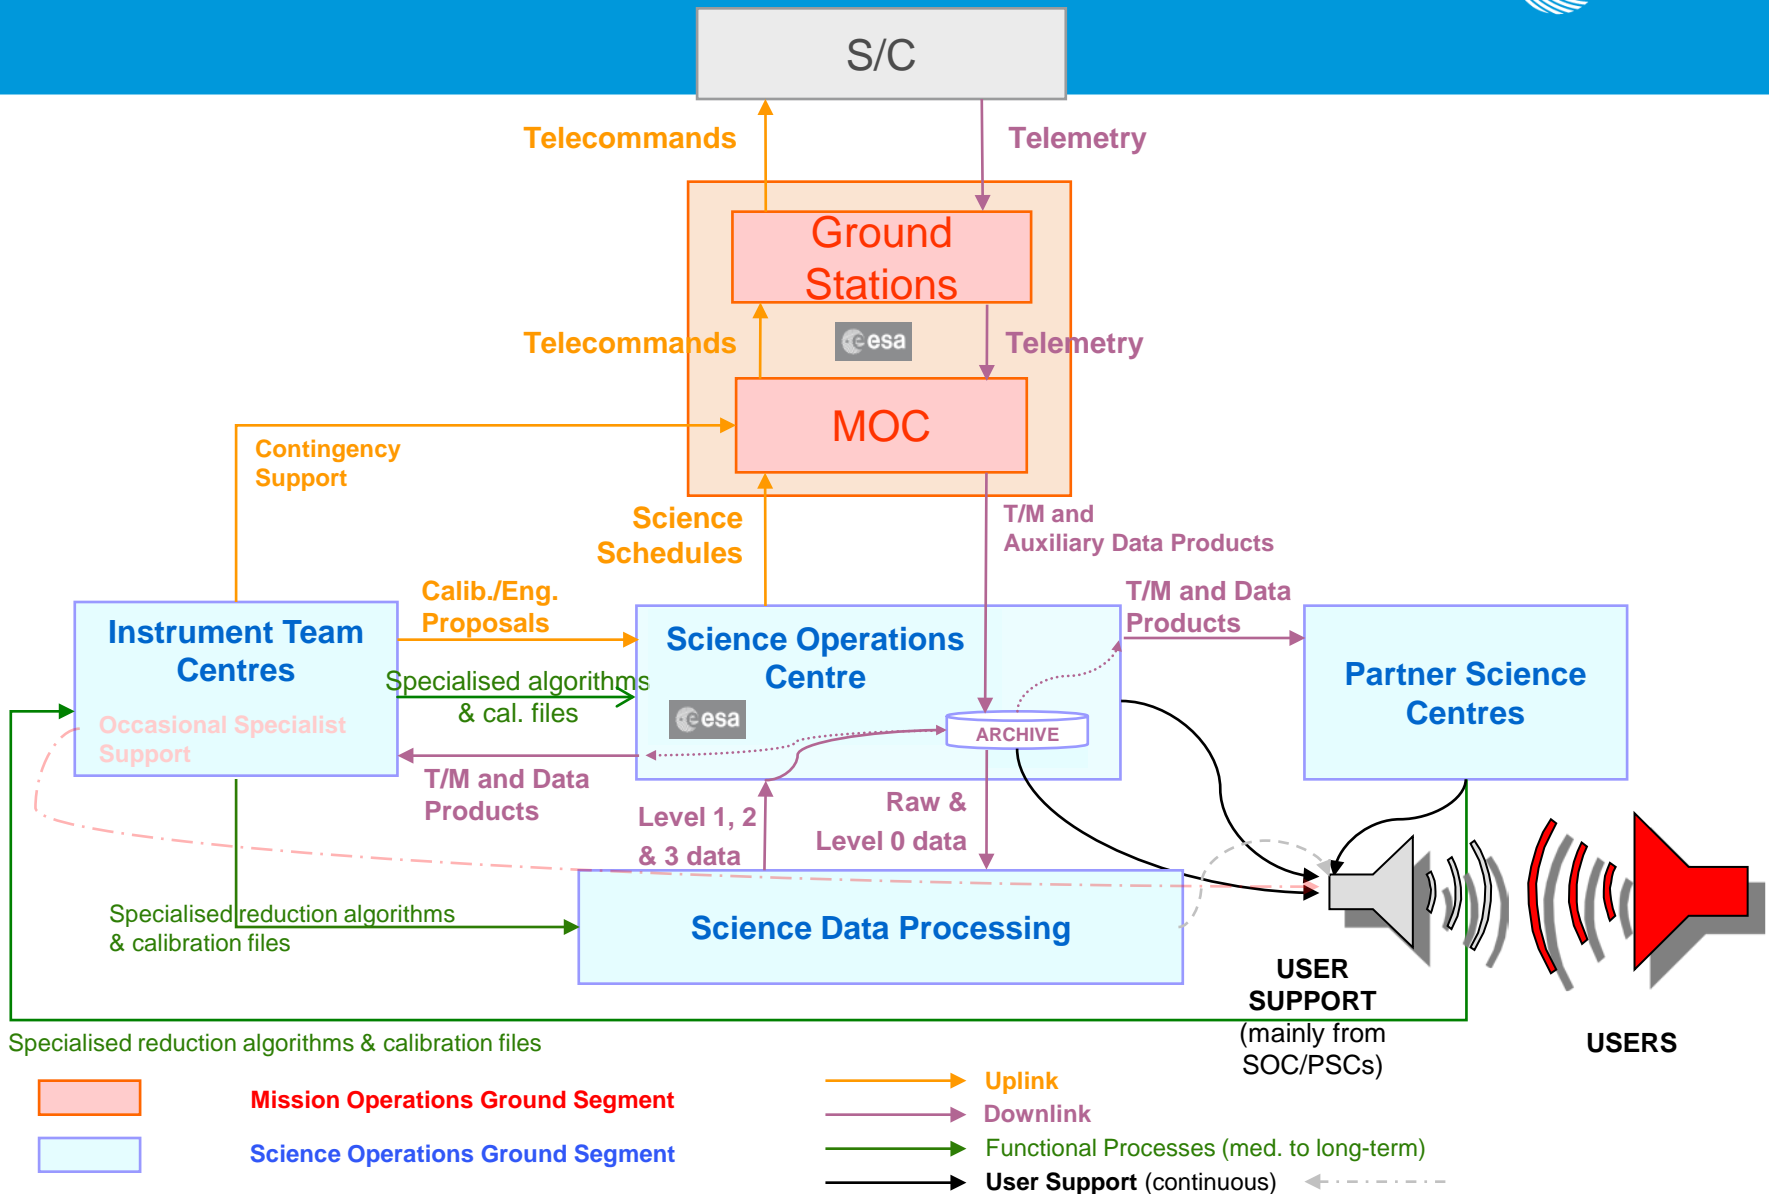 S/C
Telecommands
Telemetry
Ground
Stations
Telecommands
esa
Telemetry
MOC
Contingency
Support
Science
Schedules
T/M and
Auxiliary Data Products
Calib./Eng.
Proposals
T/M and Data
Products
Instrument Team
Centres
Science Operations
Centre
Partner Science
Centres
Specialised algorithms
& cal. files
esa
Occasional Specialist
Support
ARCHIVE
T/M and Data
Products
Level 1, 2
& 3 data
Raw &
Level 0 data
Specialised reduction algorithms
& calibration files
Science Data Processing
USER
SUPPORT
(mainly from
SOC/PSCs)
USERS
Specialised reduction algorithms & calibration files
Mission Operations Ground Segment
Science Operations Ground Segment
Uplink
Downlink
Functional Processes (med. to long-term)
User Support (continuous)